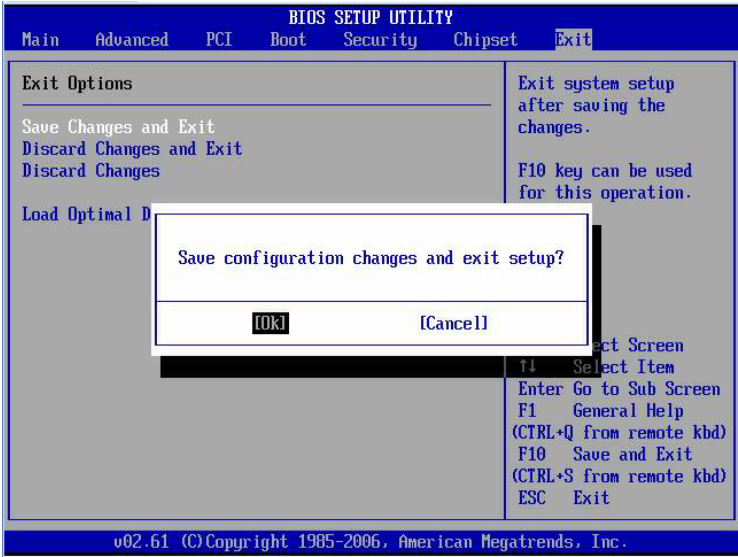 BIOS SETUP UTILITY
Main Advanced PCI Boot Security Chipset Exit
Exit Options
Save Changes and Exit
Discard Changes and Exit
Discard Changes
Load Optimal D
Exit system setup
after saving the
changes.
F10 key can be used
for this operation.
Save configuration changes and exit setup?
[Ok] [Cancel]
ect Screen
↑↓ Select Item
Enter Go to Sub Screen
F1 General Help
(CTRL+Q from remote kbd)
F10 Save and Exit
(CTRL+S from remote kbd)
ESC Exit
v02.61 (C)Copyright 1985-2006, American Megatrends, Inc.